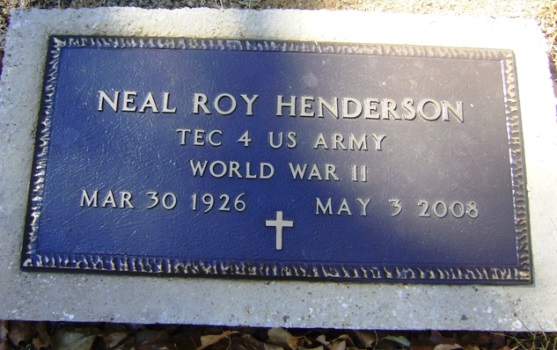 NEAL ROY HENDERSON
TEC 4 US ARMY
WORLD WAR II
MAR 30 1926 MAY 3 2008